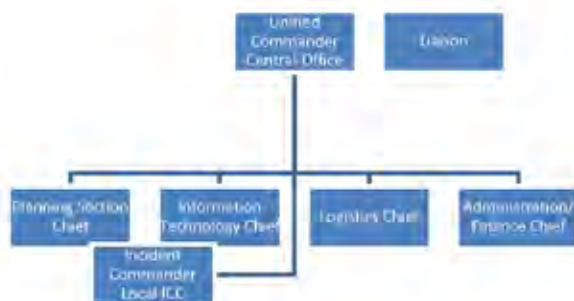 Unified
Commander
Central Office
Liaison
Planning Section
Chief
Information
Technology Chief
Logistics Chief
Administration/
Finance Chief
Incident
Commander
Local ICC